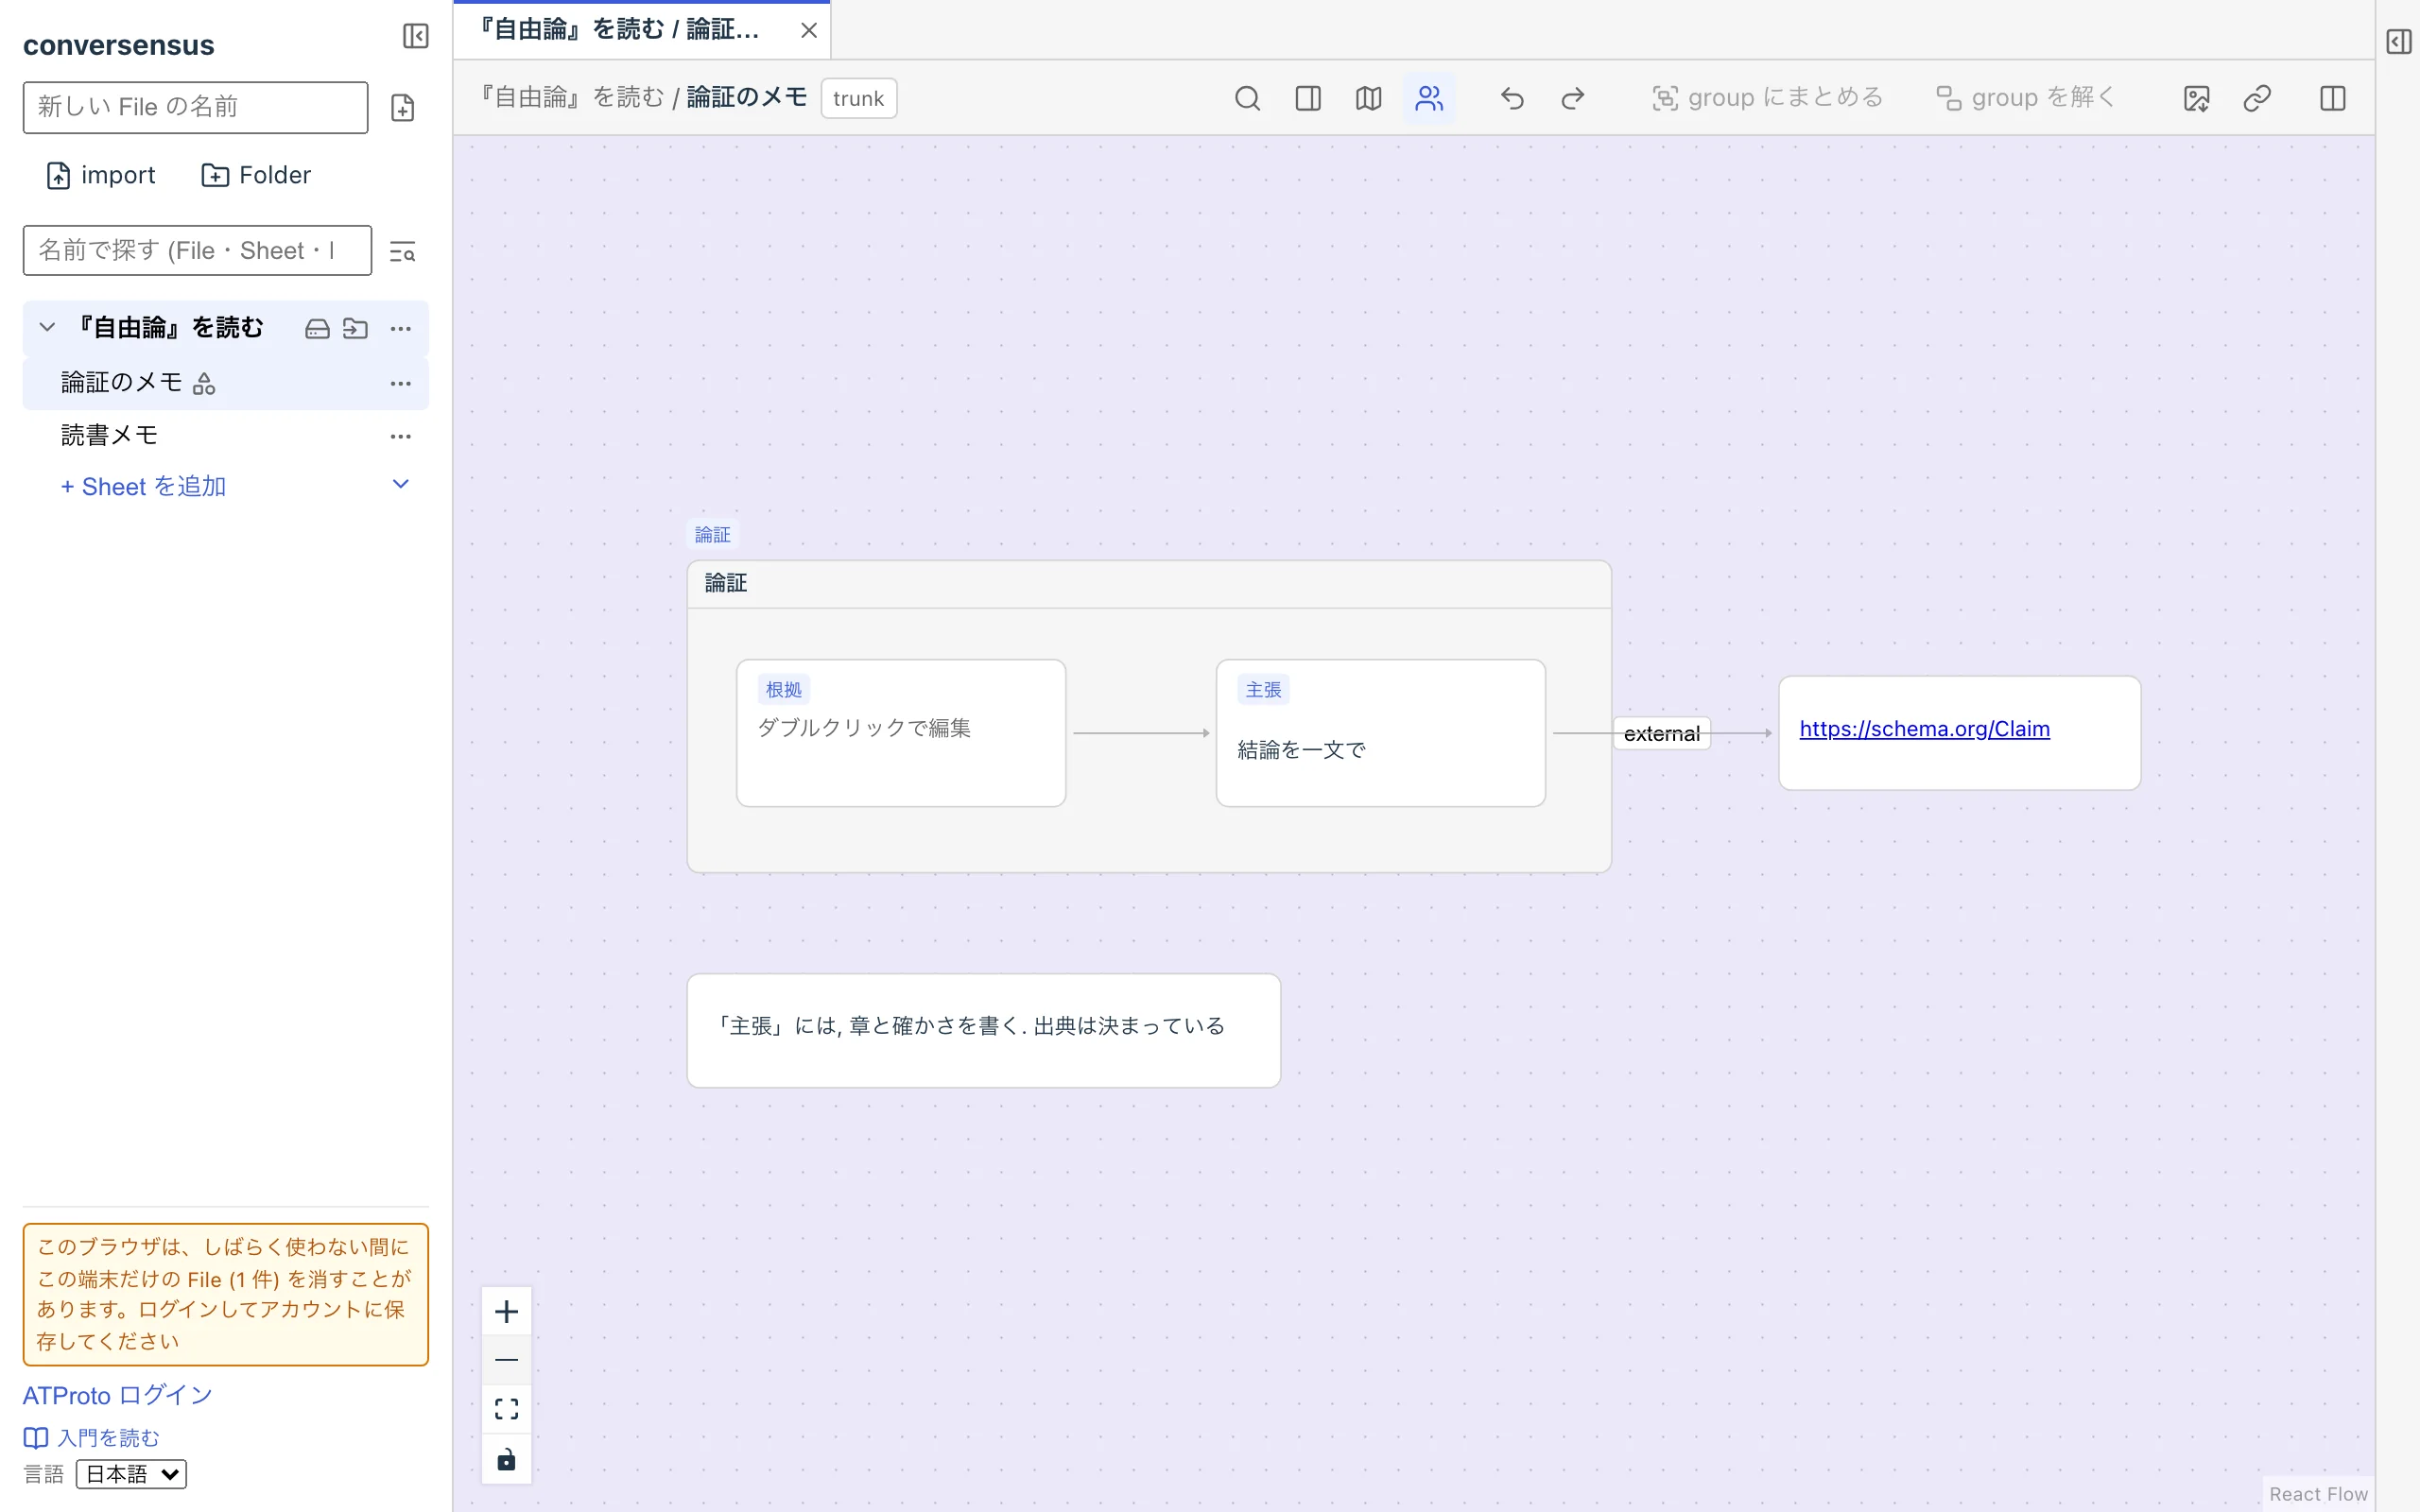 conversensus
新しい File の名前
import
Folder
名前で探す (File・Sheet・
『自由論』を読む
論証のメモ
読書メモ
+ Sheet を追加
このブラウザは、しばらく使わない間に
この端末だけの File (1 件) を消すことが
あります。ログインしてアカウントに保
存してください
ATProto ログイン
入門を読む
言語 日本語
『自由論』を読む / 論証...
『自由論』を読む / 論証のメモ trunk
group にまとめる
group を解く
論証
論証
根拠
ダブルクリックで編集
主張
結論を一文で
external
https://schema.org/Claim
「主張」には, 章と確かさを書く. 出典は決まっている
React Flow